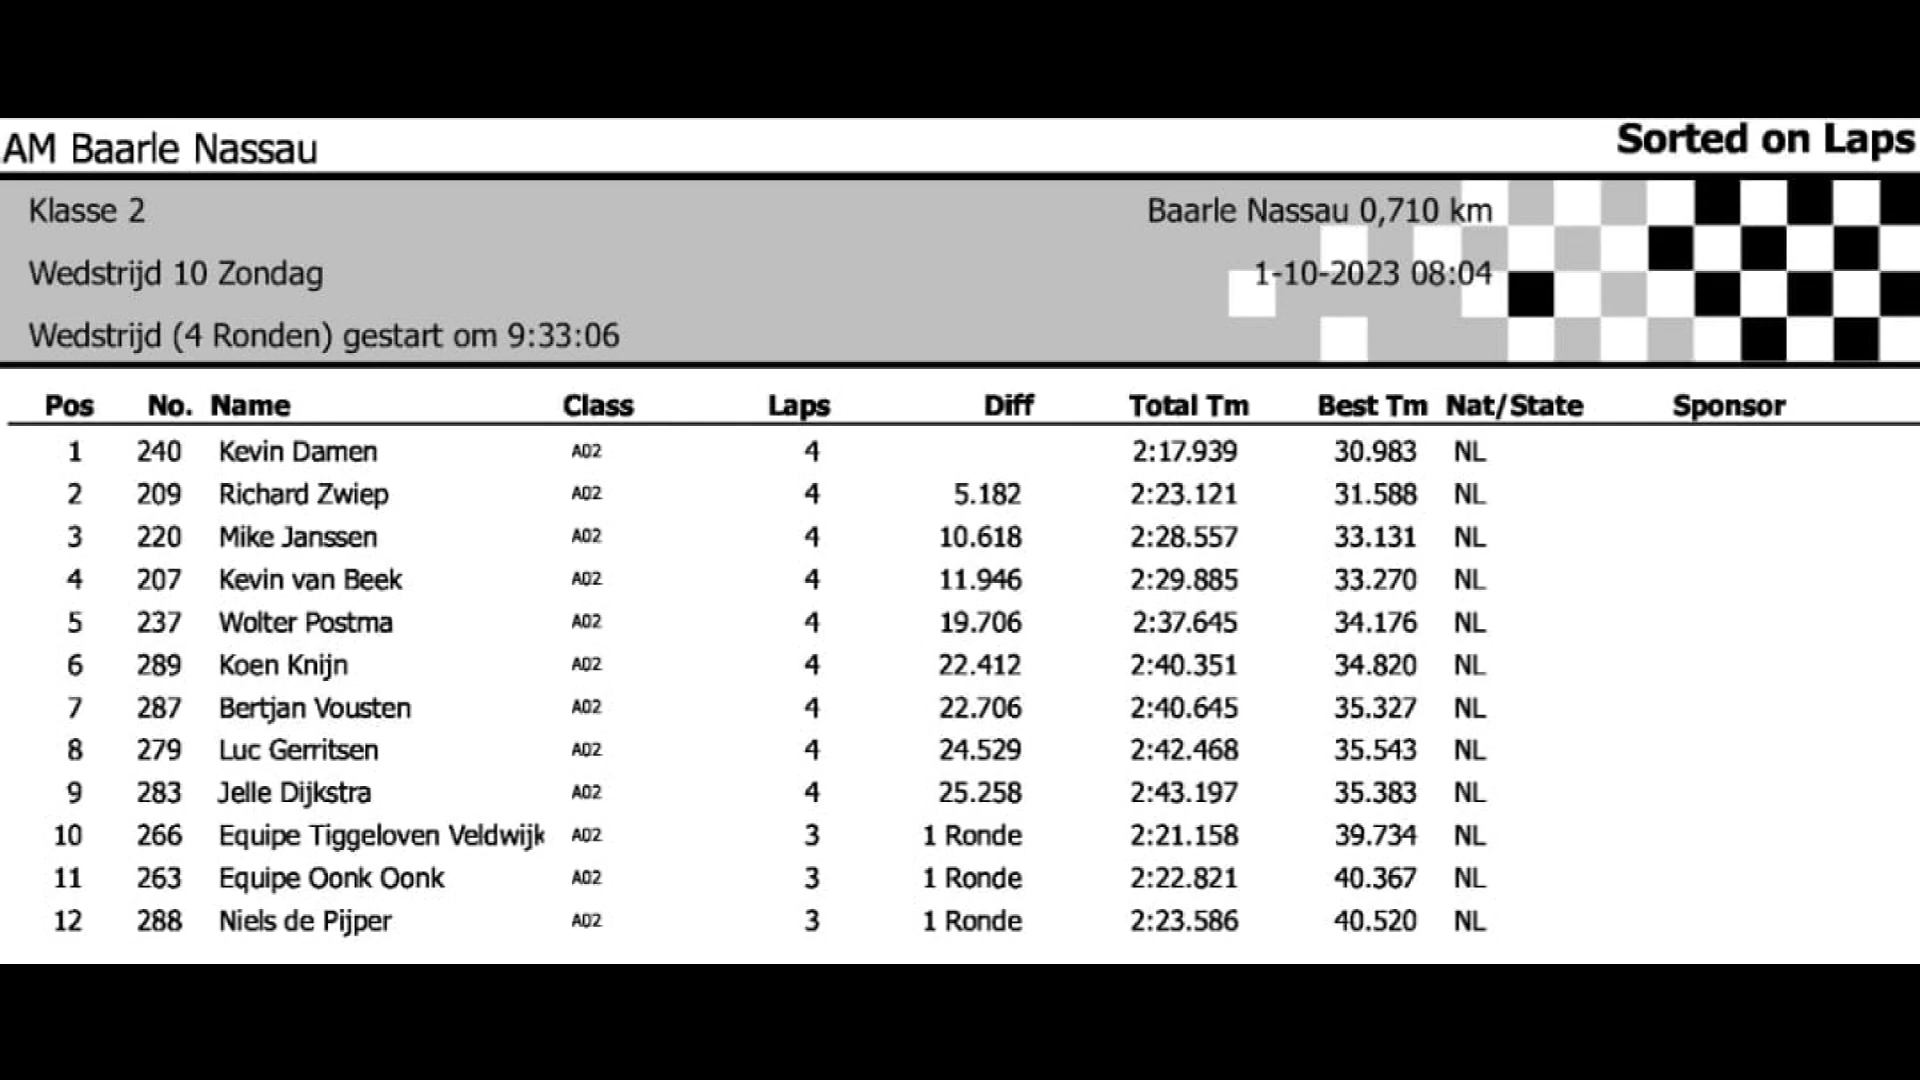 AM Baarle Nassau Sorted on Laps
Klasse 2 Baarle Nassau 0,710 km
Wedstrijd 10 Zondag 1-10-2023 08:04
Wedstrijd (4 Ronden) gestart om 9:33:06
Pos No. Name Class Laps Diff Total Tm Best Tm Nat/State Sponsor
1 240 Kevin Damen A02 4 2:17.939 30.983 NL
2 209 Richard Zwiep A02 4 5.182 2:23.121 31.588 NL
3 220 Mike Janssen A02 4 10.618 2:28.557 33.131 NL
4 207 Kevin van Beek A02 4 11.946 2:29.885 33.270 NL
5 237 Wolter Postma A02 4 19.706 2:37.645 34.176 NL
6 289 Koen Knijn A02 4 22.412 2:40.351 34.820 NL
7 287 Bertjan Vousten A02 4 22.706 2:40.645 35.327 NL
8 279 Luc Gerritsen A02 4 24.529 2:42.468 35.543 NL
9 283 Jelle Dijkstra A02 4 25.258 2:43.197 35.383 NL
10 266 Equipe Tiggeloven Veldwijk A02 3 1 Ronde 2:21.158 39.734 NL
11 263 Equipe Oonk Oonk A02 3 1 Ronde 2:22.821 40.367 NL
12 288 Niels de Pijper A02 3 1 Ronde 2:23.586 40.520 NL